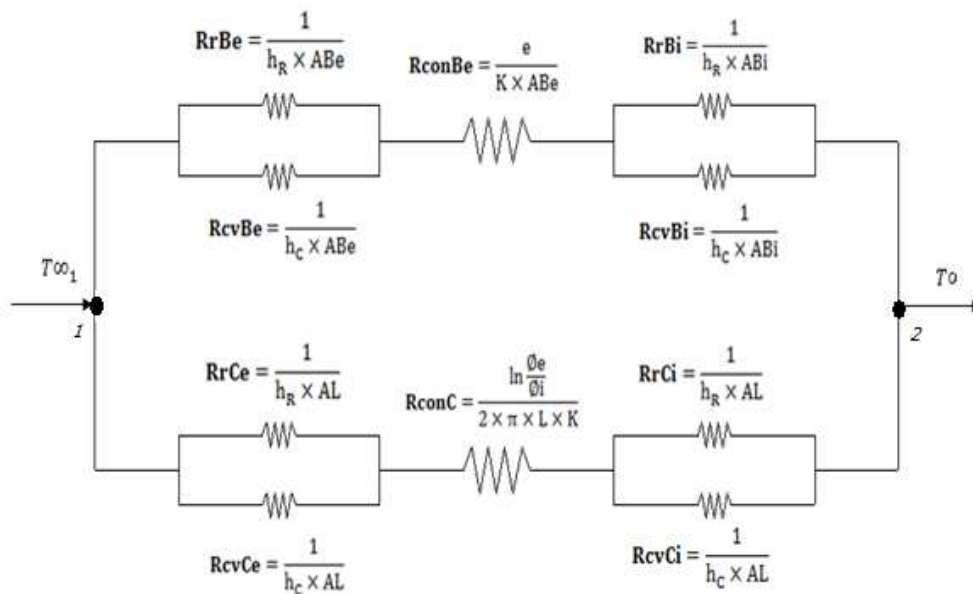 RrBe = 1 / (h_R × ABe)
RconBe = e / (K × ABe)
RrBi = 1 / (h_R × ABi)
RcvBe = 1 / (h_C × ABe)
RcvBi = 1 / (h_C × ABi)
T∞₁
To
1
2
RrCe = 1 / (h_R × AL)
RconC = ln Øe/Øi / (2 × π × L × K)
RrCi = 1 / (h_R × AL)
RcvCe = 1 / (h_C × AL)
RcvCi = 1 / (h_C × AL)